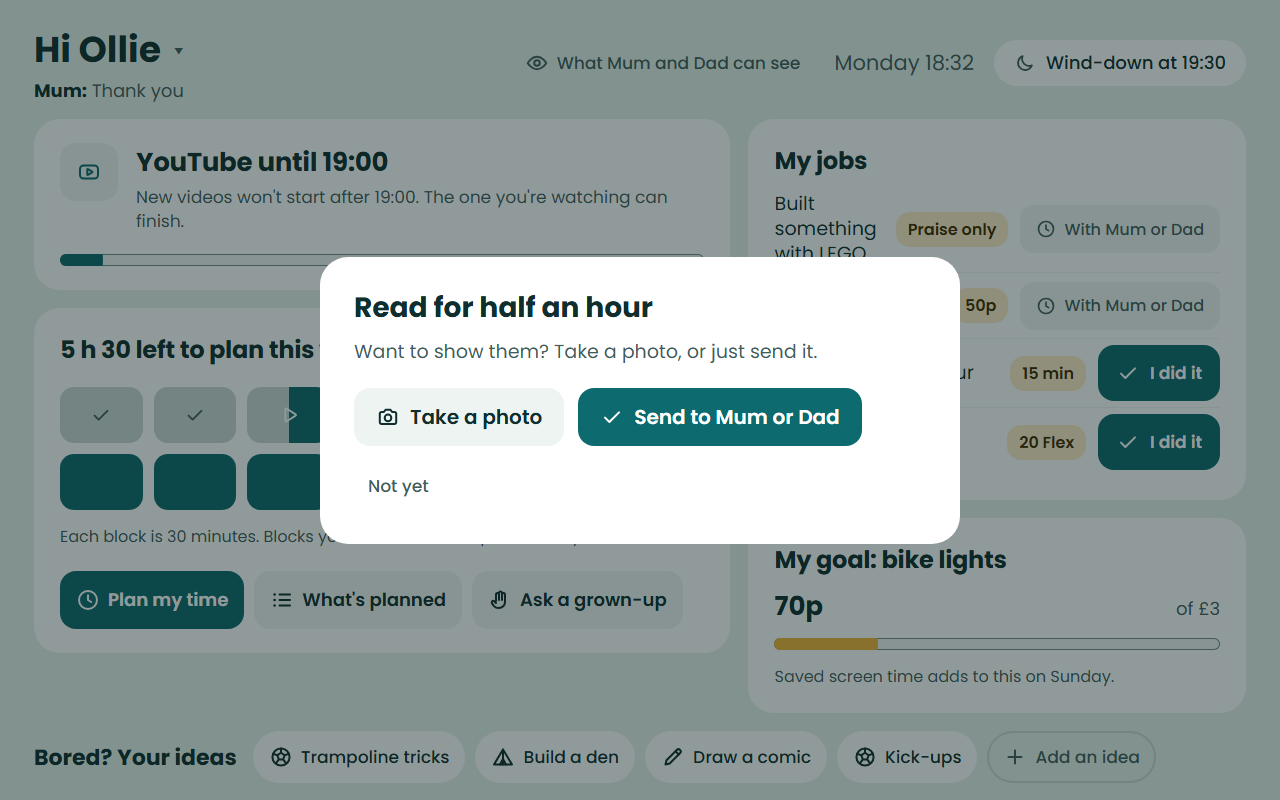 Hi Ollie
Mum: Thank you
What Mum and Dad can see
Monday 18:32
Wind-down at 19:30
YouTube until 19:00
New videos won't start after 19:00. The one you're watching can
finish.
5 h 30 left to plan this
Each block is 30 minutes. Blocks
Plan my time
What's planned
Ask a grown-up
My jobs
Built
something
with LEGO
Praise only
With Mum or Dad
50p
With Mum or Dad
15 min
I did it
20 Flex
I did it
Read for half an hour
Want to show them? Take a photo, or just send it.
Take a photo
Send to Mum or Dad
Not yet
My goal: bike lights
70p
of £3
Saved screen time adds to this on Sunday.
Bored? Your ideas
Trampoline tricks
Build a den
Draw a comic
Kick-ups
Add an idea